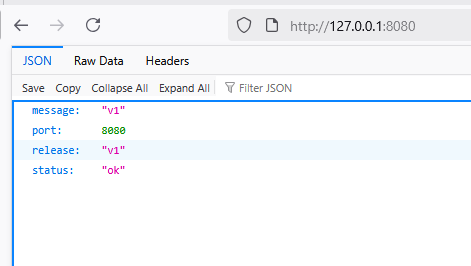 http://127.0.0.1:8080
JSON Raw Data Headers
Save Copy Collapse All Expand All Filter JSON
message: "v1"
port: 8080
release: "v1"
status: "ok"